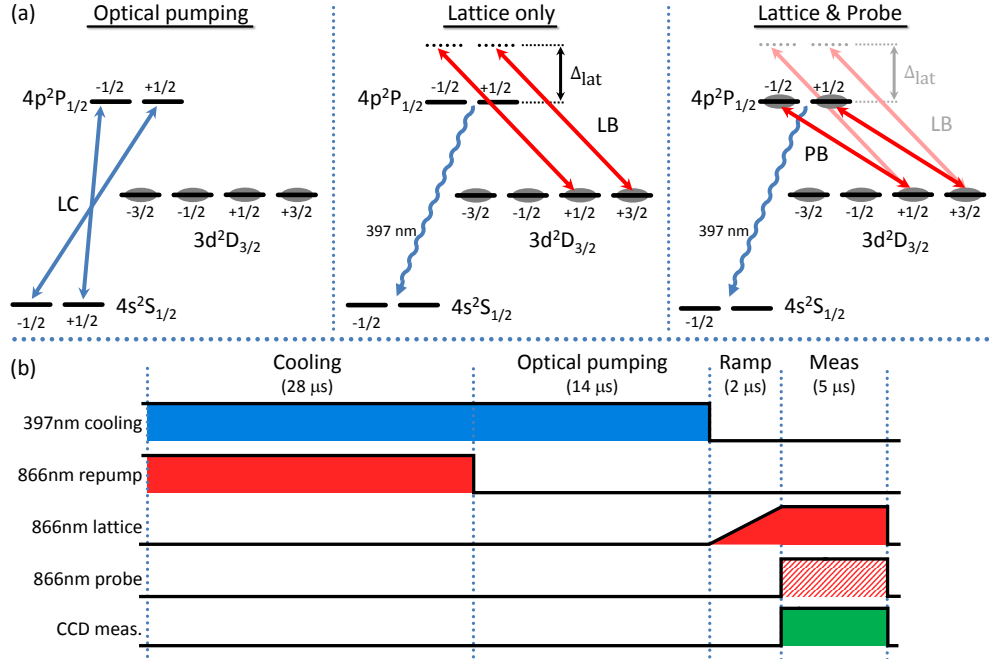 (a)
Optical pumping
Lattice only
Lattice & Probe
-1/2 +1/2
4p²P₁/₂
LC
-3/2 -1/2 +1/2 +3/2
3d²D₃/₂
4s²S₁/₂
-1/2 +1/2
Δlat
-1/2 +1/2
4p²P₁/₂
LB
-3/2 -1/2 +1/2 +3/2
397 nm
3d²D₃/₂
4s²S₁/₂
-1/2
Δlat
-1/2 +1/2
4p²P₁/₂
LB
PB
-3/2 -1/2 +1/2 +3/2
397 nm
3d²D₃/₂
4s²S₁/₂
-1/2
(b)
Cooling
(28 µs)
Optical pumping
(14 µs)
Ramp
(2 µs)
Meas
(5 µs)
397nm cooling
866nm repump
866nm lattice
866nm probe
CCD meas.